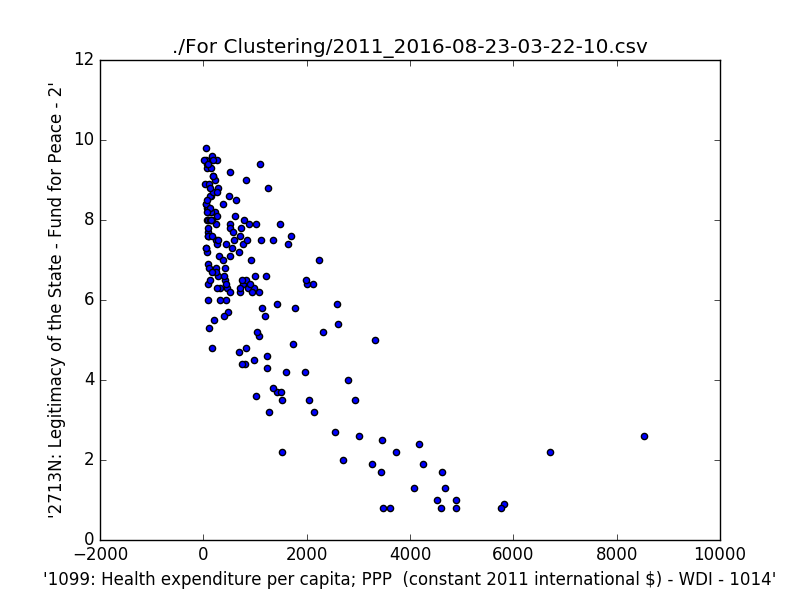 ./For Clustering/2011_2016-08-23-03-22-10.csv
'2713N: Legitimacy of the State - Fund for Peace - 2'
12
10
8
6
4
2
0
−2000 0 2000 4000 6000 8000 10000
'1099: Health expenditure per capita; PPP  (constant 2011 international $) - WDI - 1014'